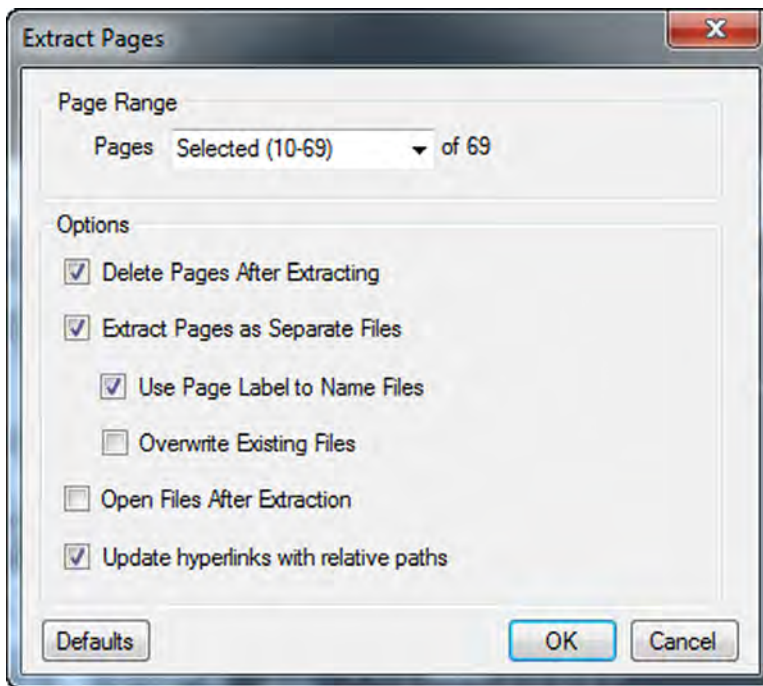 Extract Pages
Page Range
Pages Selected (10-69) of 69
Options
Delete Pages After Extracting
Extract Pages as Separate Files
Use Page Label to Name Files
Overwrite Existing Files
Open Files After Extraction
Update hyperlinks with relative paths
Defaults OK Cancel